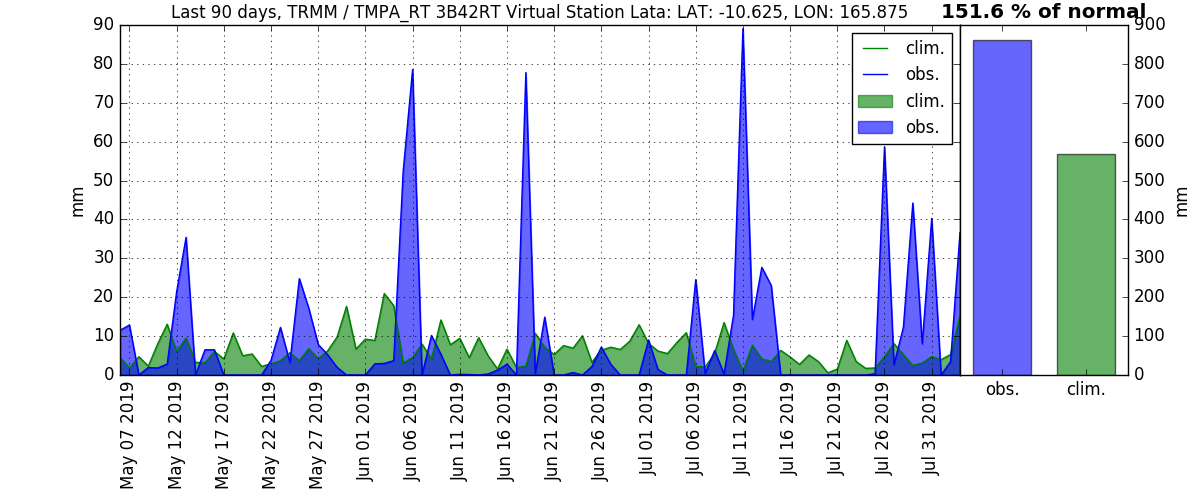 Last 90 days, TRMM / TMPA_RT 3B42RT Virtual Station Lata: LAT: -10.625, LON: 165.875
151.6 % of normal
90
80
70
60
50
40
30
20
10
0
mm
clim.
obs.
clim.
obs.
May 07 2019
May 12 2019
May 17 2019
May 22 2019
May 27 2019
Jun 01 2019
Jun 06 2019
Jun 11 2019
Jun 16 2019
Jun 21 2019
Jun 26 2019
Jul 01 2019
Jul 06 2019
Jul 11 2019
Jul 16 2019
Jul 21 2019
Jul 26 2019
Jul 31 2019
900
800
700
600
500
400
300
200
100
0
mm
obs.
clim.